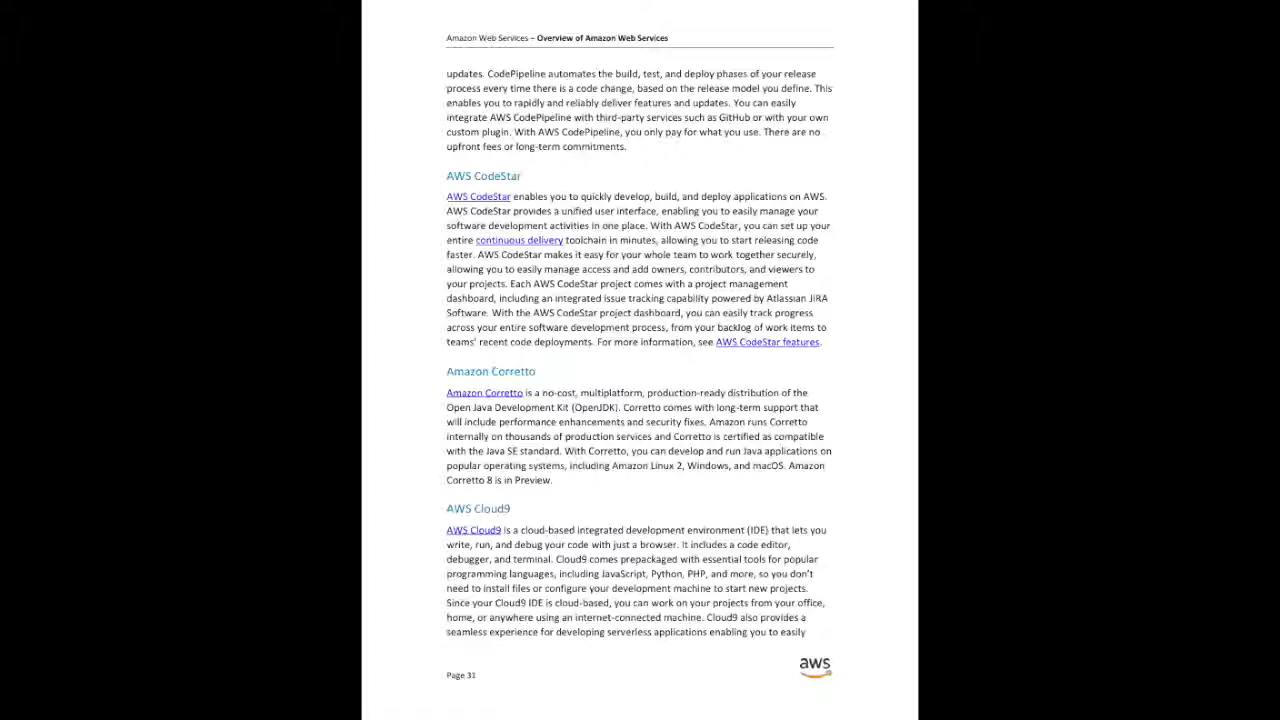 Amazon Web Services – Overview of Amazon Web Services
updates. CodePipeline automates the build, test, and deploy phases of your release
process every time there is a code change, based on the release model you define. This
enables you to rapidly and reliably deliver features and updates. You can easily
integrate AWS CodePipeline with third-party services such as GitHub or with your own
custom plugin. With AWS CodePipeline, you only pay for what you use. There are no
upfront fees or long-term commitments.
AWS CodeStar
AWS CodeStar enables you to quickly develop, build, and deploy applications on AWS.
AWS CodeStar provides a unified user interface, enabling you to easily manage your
software development activities in one place. With AWS CodeStar, you can set up your
entire continuous delivery toolchain in minutes, allowing you to start releasing code
faster. AWS CodeStar makes it easy for your whole team to work together securely,
allowing you to easily manage access and add owners, contributors, and viewers to
your projects. Each AWS CodeStar project comes with a project management
dashboard, including an integrated issue tracking capability powered by Atlassian JIRA
Software. With the AWS CodeStar project dashboard, you can easily track progress
across your entire software development process, from your backlog of work items to
teams' recent code deployments. For more information, see AWS CodeStar features.
Amazon Corretto
Amazon Corretto is a no-cost, multiplatform, production-ready distribution of the
Open Java Development Kit (OpenJDK). Corretto comes with long-term support that
will include performance enhancements and security fixes. Amazon runs Corretto
internally on thousands of production services and Corretto is certified as compatible
with the Java SE standard. With Corretto, you can develop and run Java applications on
popular operating systems, including Amazon Linux 2, Windows, and macOS. Amazon
Corretto 8 is in Preview.
AWS Cloud9
AWS Cloud9 is a cloud-based integrated development environment (IDE) that lets you
write, run, and debug your code with just a browser. It includes a code editor,
debugger, and terminal. Cloud9 comes prepackaged with essential tools for popular
programming languages, including JavaScript, Python, PHP, and more, so you don't
need to install files or configure your development machine to start new projects.
Since your Cloud9 IDE is cloud-based, you can work on your projects from your office,
home, or anywhere using an internet-connected machine. Cloud9 also provides a
seamless experience for developing serverless applications enabling you to easily
aws
Page 31